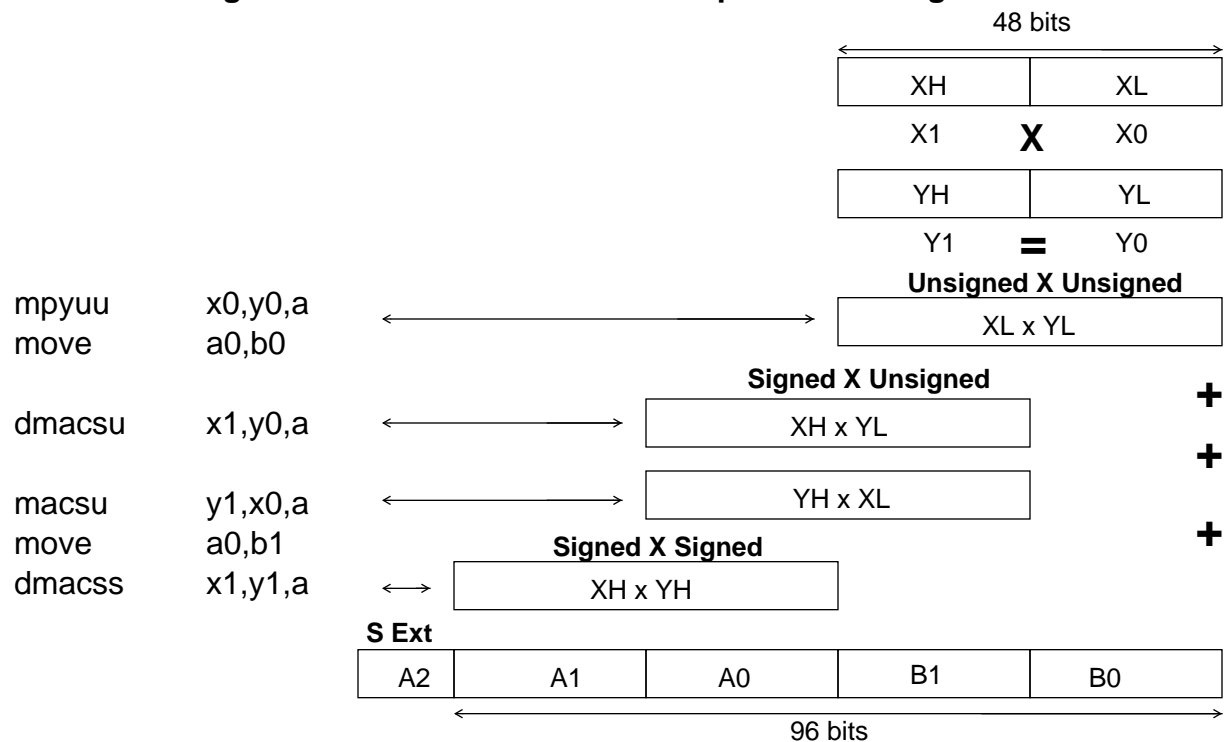 48 bits
XH XL
X1 X X0
YH YL
Y1 = Y0
Unsigned X Unsigned
mpyuu x0,y0,a XL x YL
move a0,b0
Signed X Unsigned
+
dmacsu x1,y0,a XH x YL
+
macsu y1,x0,a YH x XL
move a0,b1 +
Signed X Signed
dmacss x1,y1,a XH x YH
S Ext
A2 A1 A0 B1 B0
96 bits